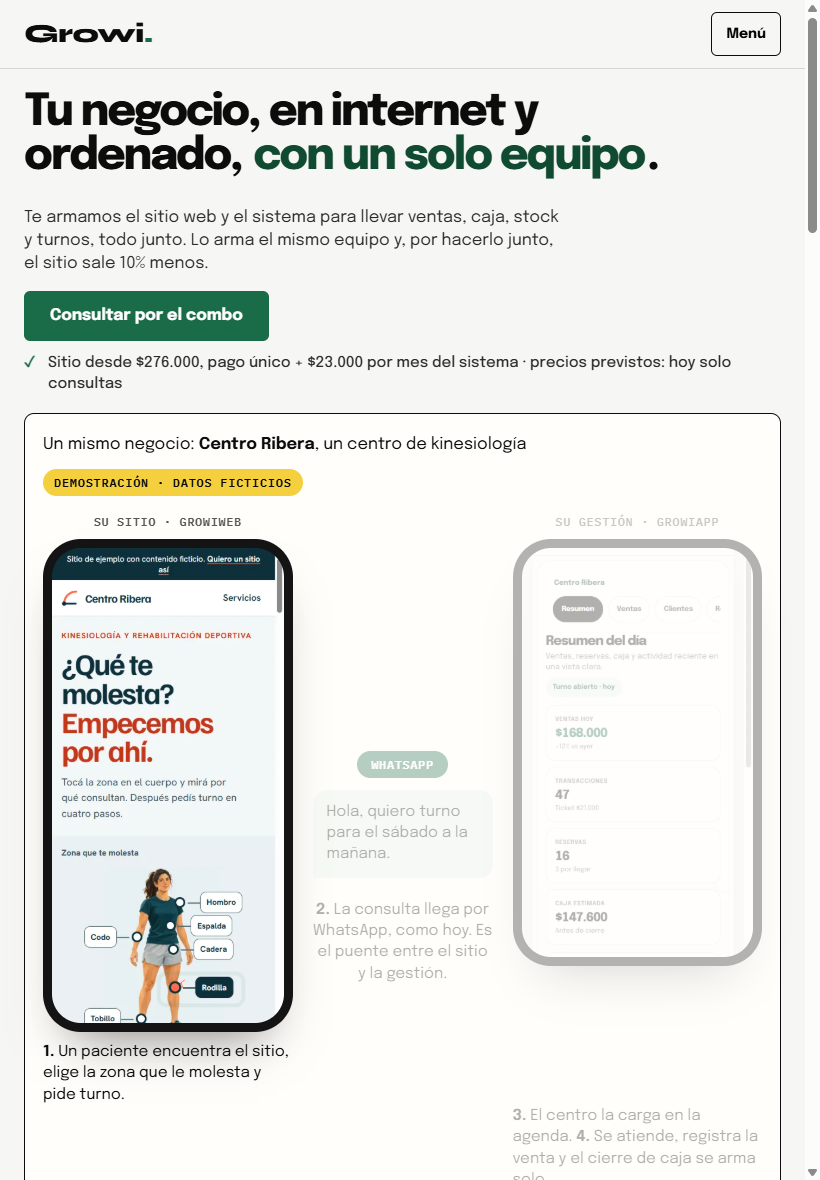 Growi.
Menú
Tu negocio, en internet y
ordenado, con un solo equipo.
Te armamos el sitio web y el sistema para llevar ventas, caja, stock
y turnos, todo junto. Lo arma el mismo equipo y, por hacerlo junto,
el sitio sale 10% menos.
Consultar por el combo
✓ Sitio desde $276.000, pago único + $23.000 por mes del sistema · precios previstos: hoy solo
consultas
Un mismo negocio: Centro Ribera, un centro de kinesiología
DEMOSTRACIÓN · DATOS FICTICIOS
SU SITIO · GROWIWEB
Sitio de ejemplo con contenido ficticio. Quiero un sitio
así
Centro Ribera
Servicios
KINESIOLOGÍA Y REHABILITACIÓN DEPORTIVA
¿Qué te
molesta?
Empecemos
por ahí.
Tocá la zona en el cuerpo y mirá por
qué consultan. Después pedís turno en
cuatro pasos.
Zona que te molesta
Hombro
Espalda
Codo
Cadera
Rodilla
Tobillo
1. Un paciente encuentra el sitio,
elige la zona que le molesta y
pide turno.
WHATSAPP
Hola, quiero turno
para el sábado a la
mañana.
2. La consulta llega por
WhatsApp, como hoy. Es
el puente entre el sitio
y la gestión.
SU GESTIÓN · GROWIAPP
Centro Ribera
Resumen
Ventas
Clientes
Resumen del día
Ventas, reservas, caja y actividad reciente en
una vista clara.
Turno abierto · hoy
VENTAS HOY
$168.000
+12% vs ayer
TRANSACCIONES
47
Ticket $21.000
RESERVAS
16
3 por llegar
CAJA ESTIMADA
$147.600
Antes de cierre
3. El centro la carga en la
agenda. 4. Se atiende, registra la
venta y el cierre de caja se arma
solo.